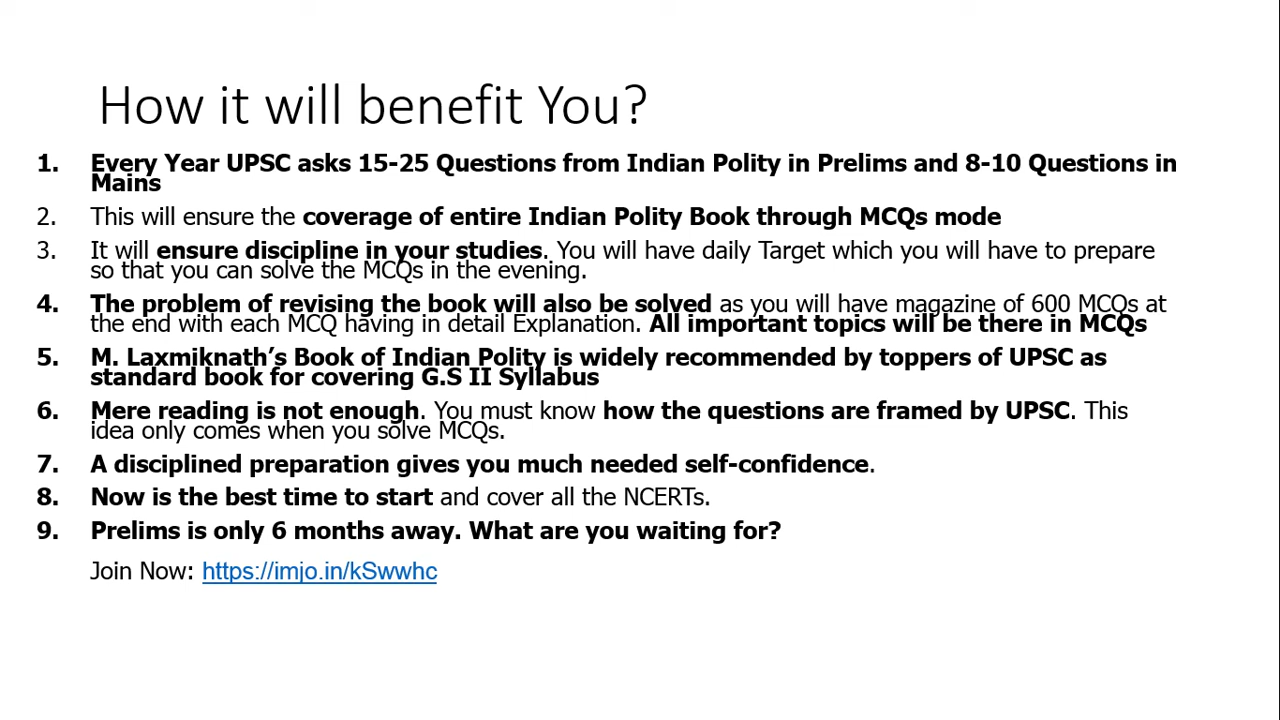 How it will benefit You?
1. Every Year UPSC asks 15-25 Questions from Indian Polity in Prelims and 8-10 Questions in
Mains
2. This will ensure the coverage of entire Indian Polity Book through MCQs mode
3. It will ensure discipline in your studies. You will have daily Target which you will have to prepare
so that you can solve the MCQs in the evening.
4. The problem of revising the book will also be solved as you will have magazine of 600 MCQs at
the end with each MCQ having in detail Explanation. All important topics will be there in MCQs
5. M. Laxmiknath's Book of Indian Polity is widely recommended by toppers of UPSC as
standard book for covering G.S II Syllabus
6. Mere reading is not enough. You must know how the questions are framed by UPSC. This
idea only comes when you solve MCQs.
7. A disciplined preparation gives you much needed self-confidence.
8. Now is the best time to start and cover all the NCERTs.
9. Prelims is only 6 months away. What are you waiting for?
Join Now: https://imjo.in/kSwwhc